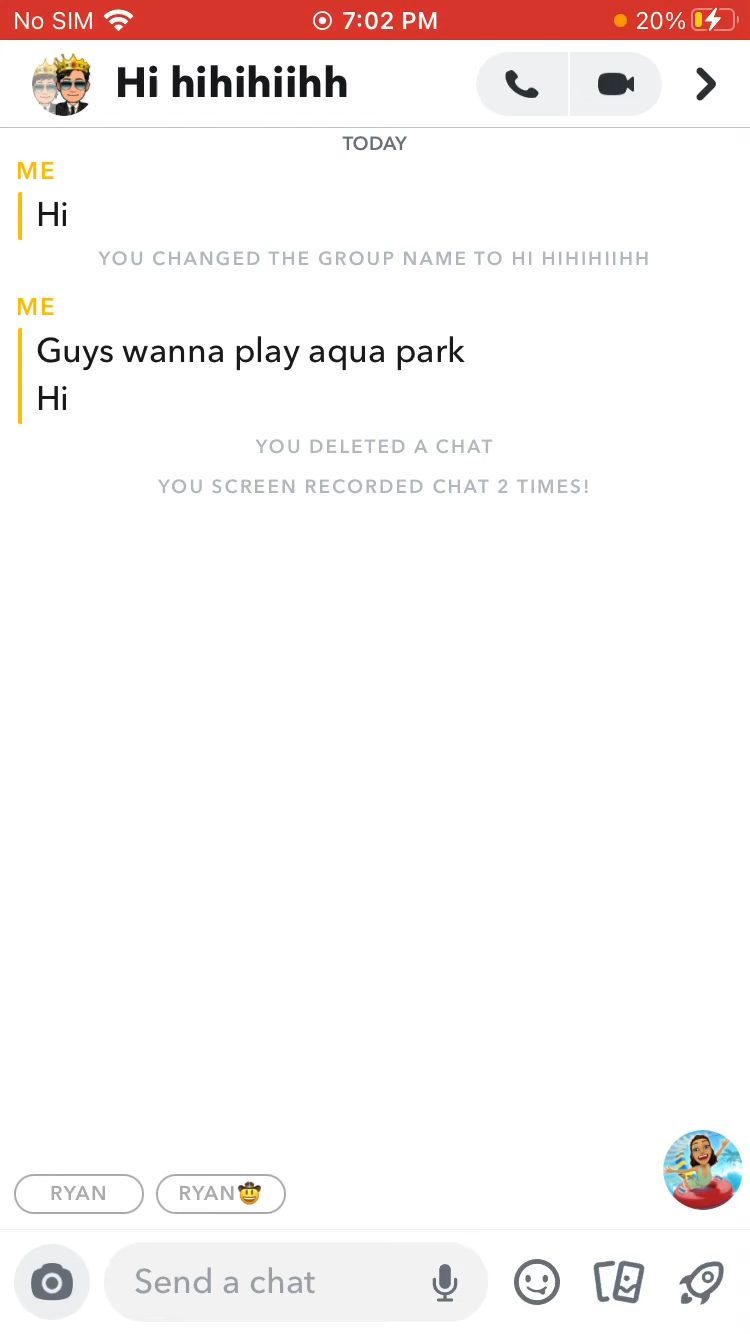 No SIM 7:02 PM 20%
Hi hihihiihh
TODAY
ME
Hi
YOU CHANGED THE GROUP NAME TO HI HIHIHIIHH
ME
Guys wanna play aqua park
Hi
YOU DELETED A CHAT
YOU SCREEN RECORDED CHAT 2 TIMES!
RYAN RYAN🤠
Send a chat